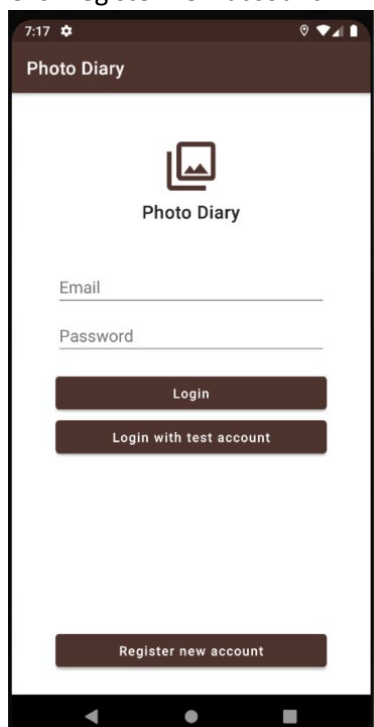 7:17
Photo Diary
Photo Diary
Email
Password
Login
Login with test account
Register new account